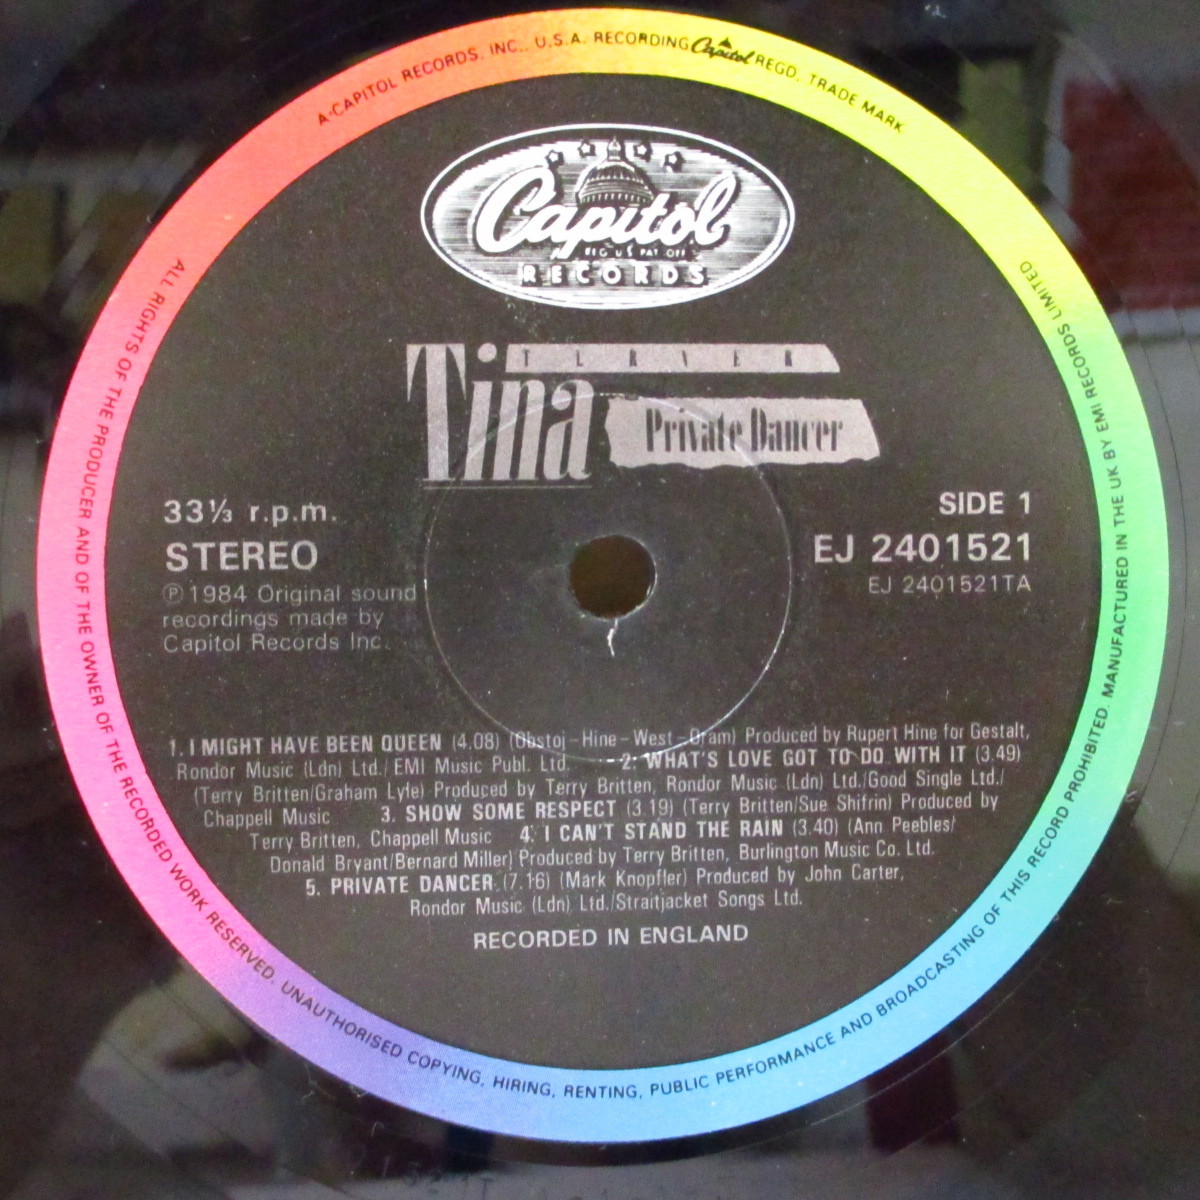 A CAPITOL RECORDS, INC., U.S.A. RECORDING Capitol REGD. TRADE MARK
Capitol
REG U S PAT OFF
RECORDS
TURNER
Tina
Private Dancer
33⅓ r.p.m.
SIDE 1
STEREO
EJ 2401521
EJ 2401521TA
℗ 1984 Original sound
recordings made by
Capitol Records Inc.
1. I MIGHT HAVE BEEN QUEEN (4.08) (Obstoj–Hine–West–Oram) Produced by Rupert Hine for Gestalt,
Rondor Music (Ldn) Ltd./EMI Music Publ. Ltd. 2. WHAT'S LOVE GOT TO DO WITH IT (3.49)
(Terry Britten/Graham Lyle) Produced by Terry Britten, Rondor Music (Ldn) Ltd./Good Single Ltd./
Chappell Music 3. SHOW SOME RESPECT (3.19) (Terry Britten/Sue Shifrin) Produced by
Terry Britten, Chappell Music 4. I CAN'T STAND THE RAIN (3.40) (Ann Peebles/
Donald Bryant/Bernard Miller) Produced by Terry Britten, Burlington Music Co. Ltd.
5. PRIVATE DANCER (7.16) (Mark Knopfler) Produced by John Carter,
Rondor Music (Ldn) Ltd./Straitjacket Songs Ltd.
RECORDED IN ENGLAND
ALL RIGHTS OF THE PRODUCER AND OF THE OWNER OF THE RECORDED WORK RESERVED. UNAUTHORISED COPYING, HIRING, RENTING, PUBLIC PERFORMANCE AND BROADCASTING OF THIS RECORD PROHIBITED. MANUFACTURED IN THE UK BY EMI RECORDS LIMITED